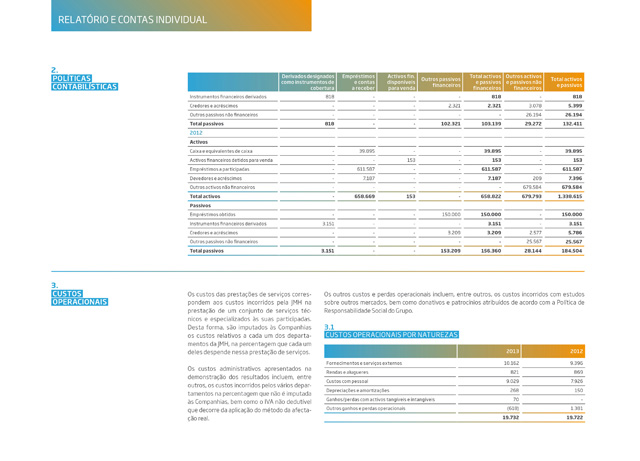 RELATÓRIO E CONTAS INDIVIDUAL
2.
POLÍTICAS
CONTABILÍSTICAS
Derivados designados como instrumentos de cobertura Empréstimos e contas a receber Activos fin. disponíveis para venda Outros passivos financeiros Total activos e passivos financeiros Outros activos e passivos não financeiros Total activos e passivos
Instrumentos financeiros derivados 818 - - - 818 - 818
Credores e acréscimos - - - 2.321 2.321 3.078 5.399
Outros passivos não financeiros - - - - - 26.194 26.194
Total passivos 818 - - 102.321 103.139 29.272 132.411
2012
Activos
Caixa e equivalentes de caixa - 39.895 - - 39.895 - 39.895
Activos financeiros detidos para venda - - 153 - 153 - 153
Empréstimos a participadas - 611.587 - - 611.587 - 611.587
Devedores e acréscimos - 7.187 - - 7.187 209 7.396
Outros activos não financeiros - - - - - 679.584 679.584
Total activos - 658.669 153 - 658.822 679.793 1.338.615
Passivos
Empréstimos obtidos - - - 150.000 150.000 - 150.000
Instrumentos financeiros derivados 3.151 - - - 3.151 - 3.151
Credores e acréscimos - - - 3.209 3.209 2.577 5.786
Outros passivos não financeiros - - - - - 25.567 25.567
Total passivos 3.151 - - 153.209 156.360 28.144 184.504
3.
CUSTOS
OPERACIONAIS
Os custos das prestações de serviços corres-
pondem aos custos incorridos pela JMH na
prestação de um conjunto de serviços téc-
nicos e especializados às suas participadas.
Desta forma, são imputados às Companhias
os custos relativos a cada um dos departa-
mentos da JMH, na percentagem que cada um
deles despende nessa prestação de serviços.
Os custos administrativos apresentados na
demonstração dos resultados incluem, entre
outros, os custos incorridos pelos vários depar-
tamentos na percentagem que não é imputado
às Companhias, bem como o IVA não dedutível
que decorre da aplicação do método da afecta-
ção real.
Os outros custos e perdas operacionais incluem, entre outros, os custos incorridos com estudos
sobre outros mercados, bem como donativos e patrocínios atribuídos de acordo com a Política de
Responsabilidade Social do Grupo.
3.1
CUSTOS OPERACIONAIS POR NATUREZAS
2013 2012
Fornecimentos e serviços externos 10.162 9.396
Rendas e alugueres 821 869
Custos com pessoal 9.029 7.926
Depreciações e amortizações 268 150
Ganhos/perdas com activos tangíveis e intangíveis 70 -
Outros ganhos e perdas operacionais (618) 1.381
19.732 19.722